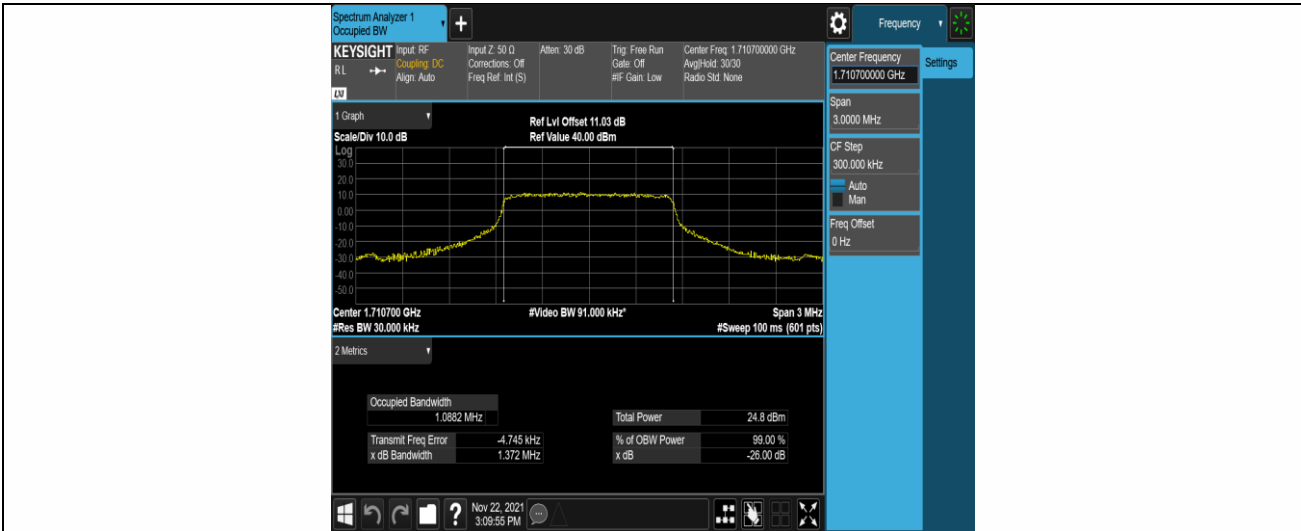 Spectrum Analyzer 1
Occupied BW
+
Frequency
KEYSIGHT
R L
LXI
Input: RF
Coupling: DC
Align: Auto
Input Z: 50 Ω
Corrections: Off
Freq Ref: Int (S)
Atten: 30 dB
Trig: Free Run
Gate: Off
#IF Gain: Low
Center Freq: 1.710700000 GHz
Avg|Hold: 30/30
Radio Std: None
Center Frequency
1.710700000 GHz
Settings
Span
3.0000 MHz
CF Step
300.000 kHz
Auto
Man
Freq Offset
0 Hz
1 Graph
Scale/Div 10.0 dB
Ref Lvl Offset 11.03 dB
Ref Value 40.00 dBm
Log
30.0
20.0
10.0
0.00
-10.0
-20.0
-30.0
-40.0
-50.0
Center 1.710700 GHz
#Video BW 91.000 kHz*
Span 3 MHz
#Res BW 30.000 kHz
#Sweep 100 ms (601 pts)
2 Metrics
Occupied Bandwidth
1.0882 MHz
Total Power 24.8 dBm
Transmit Freq Error -4.745 kHz
% of OBW Power 99.00 %
x dB Bandwidth 1.372 MHz
x dB -26.00 dB
?
Nov 22, 2021
3:09:55 PM